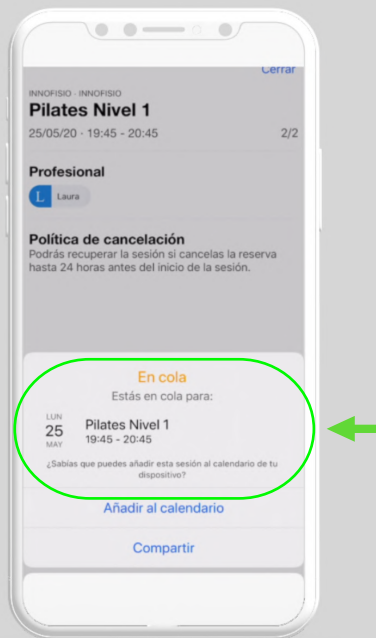 Cerrar
INNOFISIO - INNOFISIO
Pilates Nivel 1
25/05/20 · 19:45 - 20:45 2/2
Profesional
L Laura
Política de cancelación
Podrás recuperar la sesión si cancelas la reserva
hasta 24 horas antes del inicio de la sesión.
En cola
Estás en cola para:
LUN
25
MAY
Pilates Nivel 1
19:45 - 20:45
¿Sabías que puedes añadir esta sesión al calendario de tu
dispositivo?
Añadir al calendario
Compartir